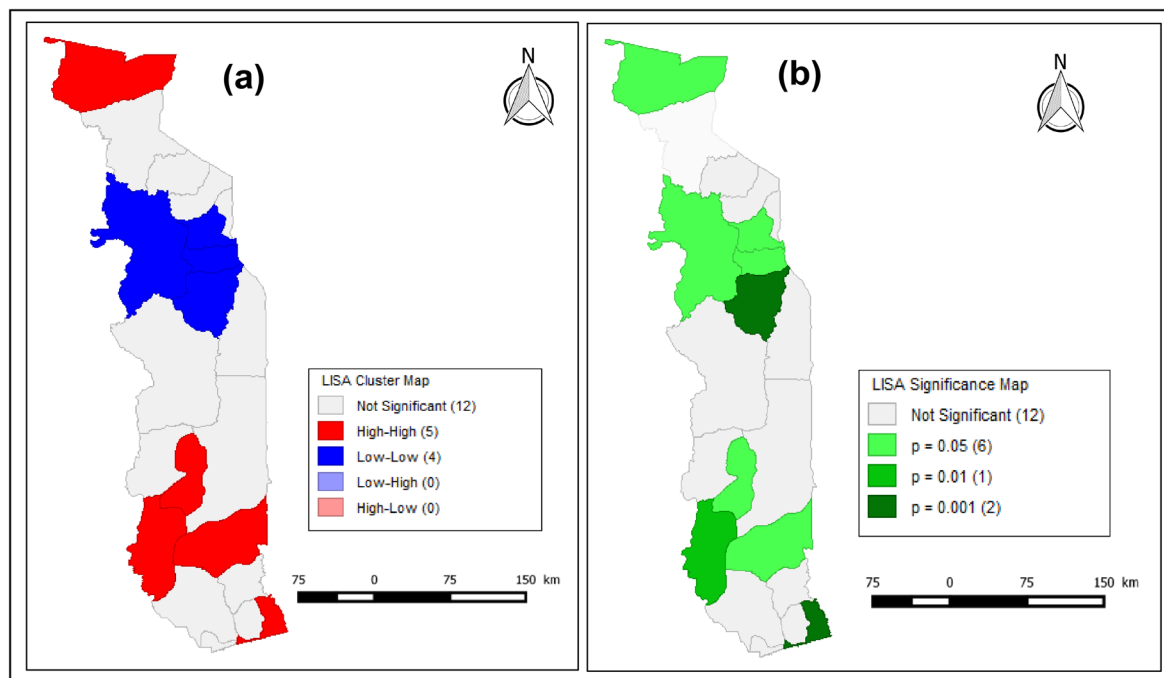 (a)
N
LISA Cluster Map
Not Significant (12)
High-High (5)
Low-Low (4)
Low-High (0)
High-Low (0)
75 0 75 150 km
(b)
N
LISA Significance Map
Not Significant (12)
p = 0.05 (6)
p = 0.01 (1)
p = 0.001 (2)
75 0 75 150 km